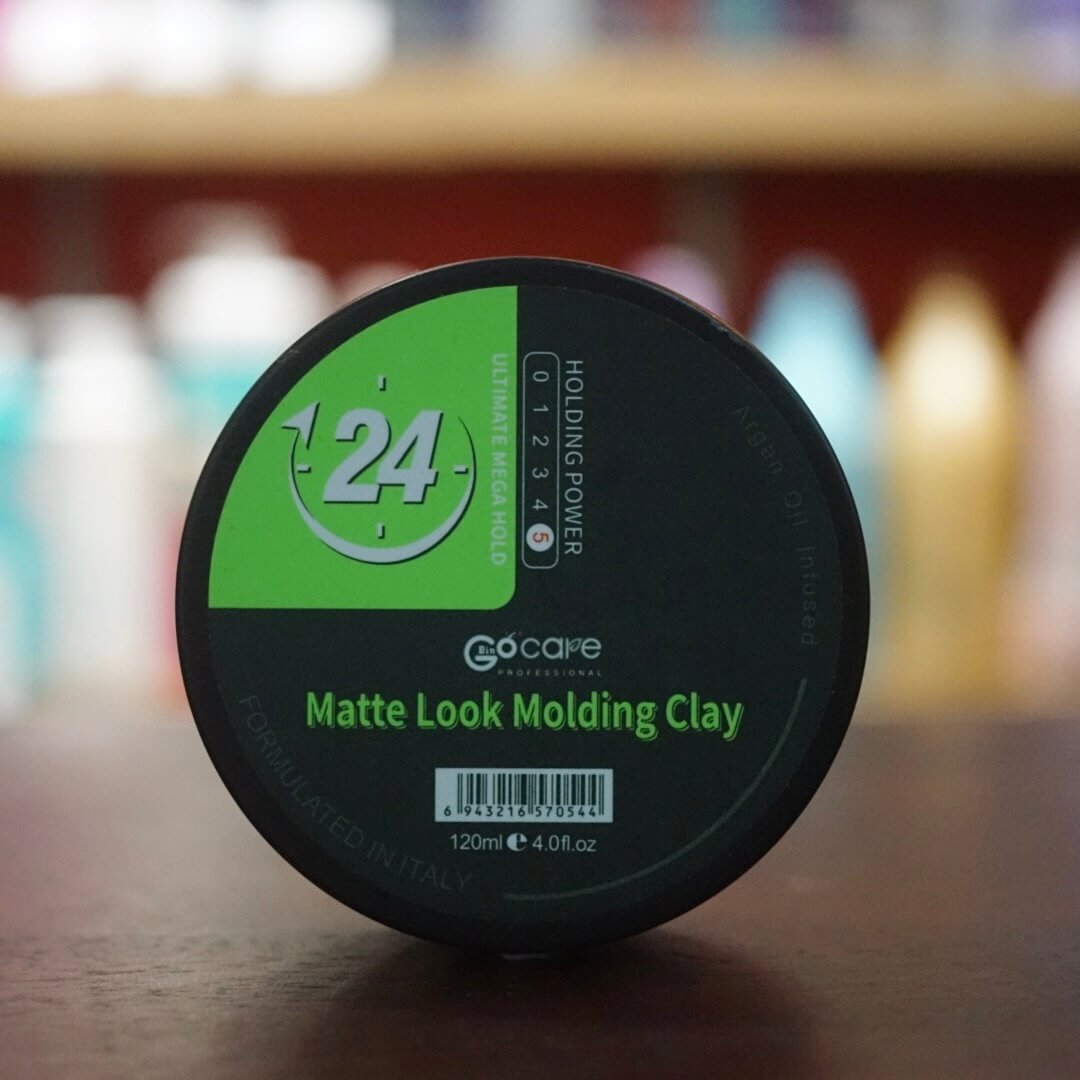 24
ULTIMATE MEGA HOLD
0 1 2 3 4 5
HOLDING POWER
Argan Oil Infused
Gocare
Bin
PROFESSIONAL
Matte Look Molding Clay
6 943216 570544
120ml ℮ 4.0fl.oz
FORMULATED IN ITALY